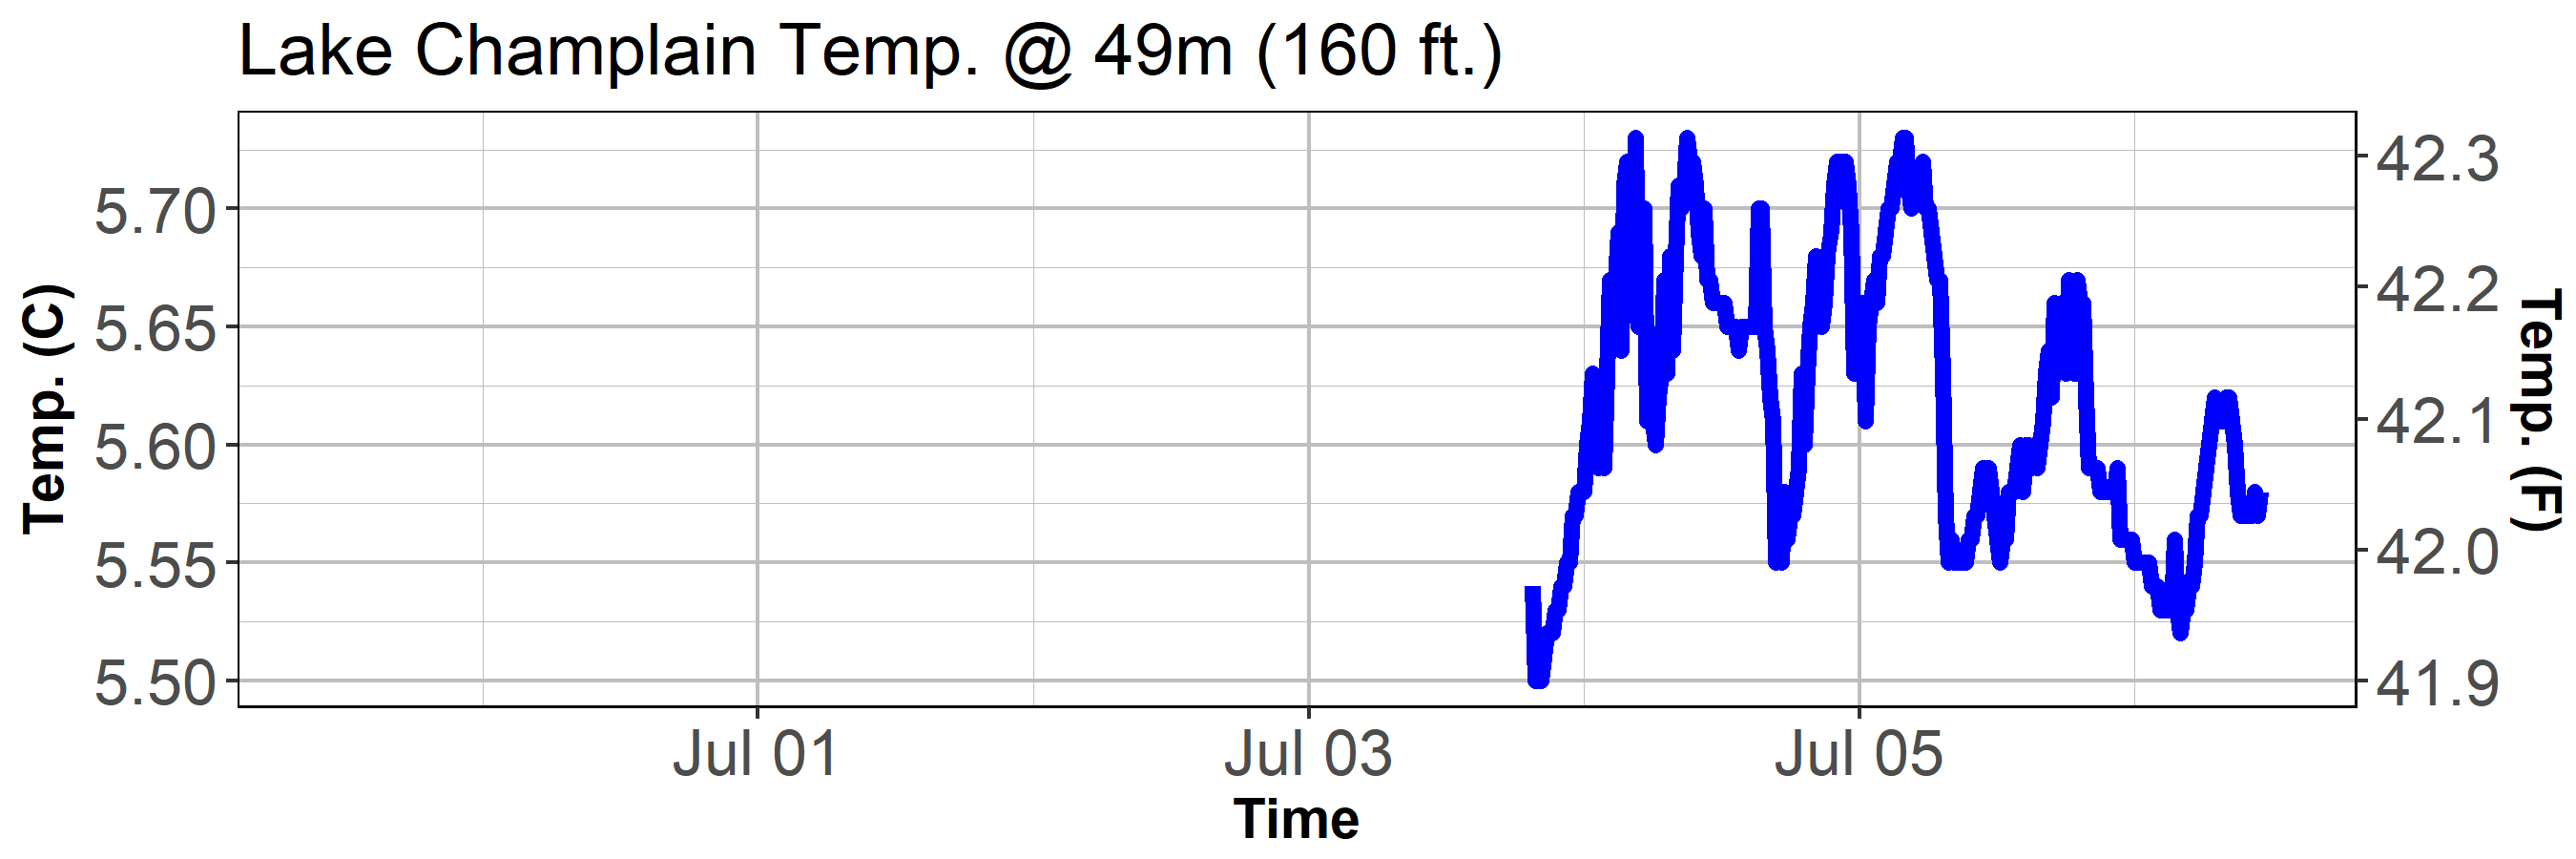 Lake Champlain Temp. @ 49m (160 ft.)
Temp. (C)
5.70
5.65
5.60
5.55
5.50
42.3
42.2
42.1
42.0
41.9
Temp. (F)
Jul 01
Jul 03
Jul 05
Time